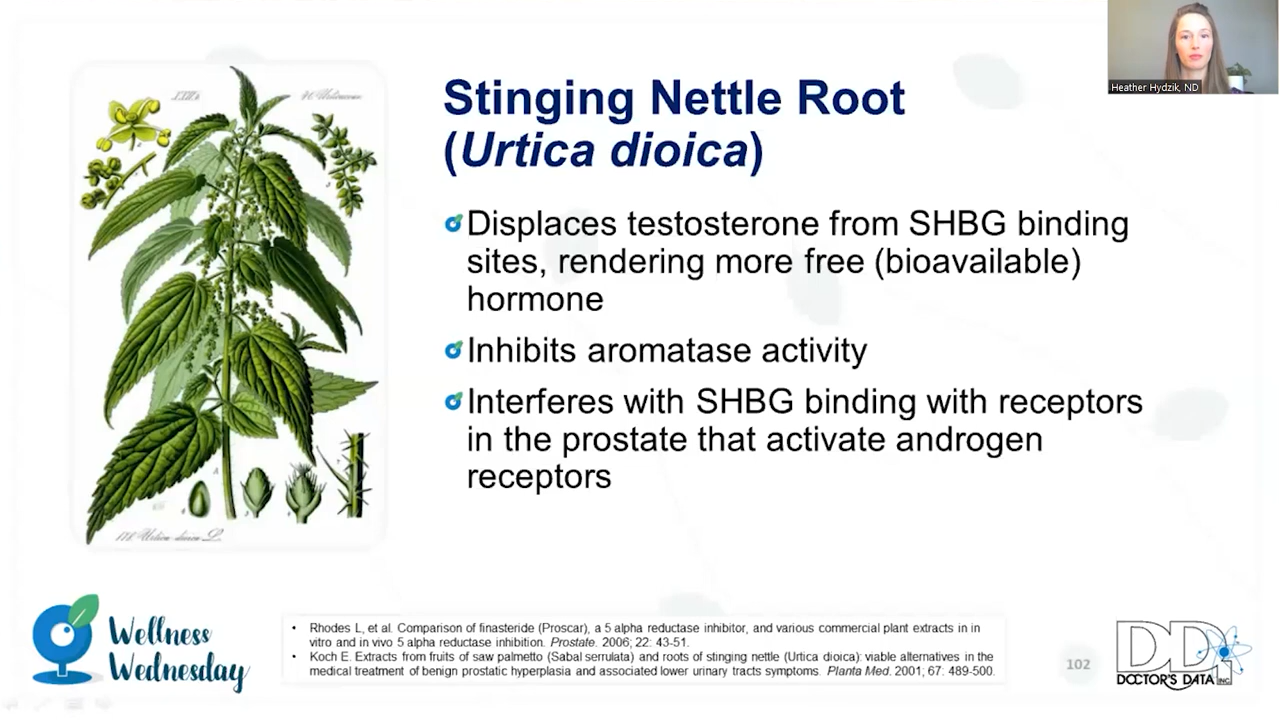 Heather Hydzik, ND
Stinging Nettle Root
(Urtica dioica)
Displaces testosterone from SHBG binding
sites, rendering more free (bioavailable)
hormone
Inhibits aromatase activity
Interferes with SHBG binding with receptors
in the prostate that activate androgen
receptors
178. Urtica dioica L.
Wellness
Wednesday
• Rhodes L, et al. Comparison of finasteride (Proscar), a 5 alpha reductase inhibitor, and various commercial plant extracts in in
vitro and in vivo 5 alpha reductase inhibition. Prostate. 2006; 22: 43-51.
• Koch E. Extracts from fruits of saw palmetto (Sabal serrulata) and roots of stinging nettle (Urtica dioica): viable alternatives in the
medical treatment of benign prostatic hyperplasia and associated lower urinary tracts symptoms. Planta Med. 2001; 67: 489-500.
102
DDI
DOCTOR'S DATA INC.